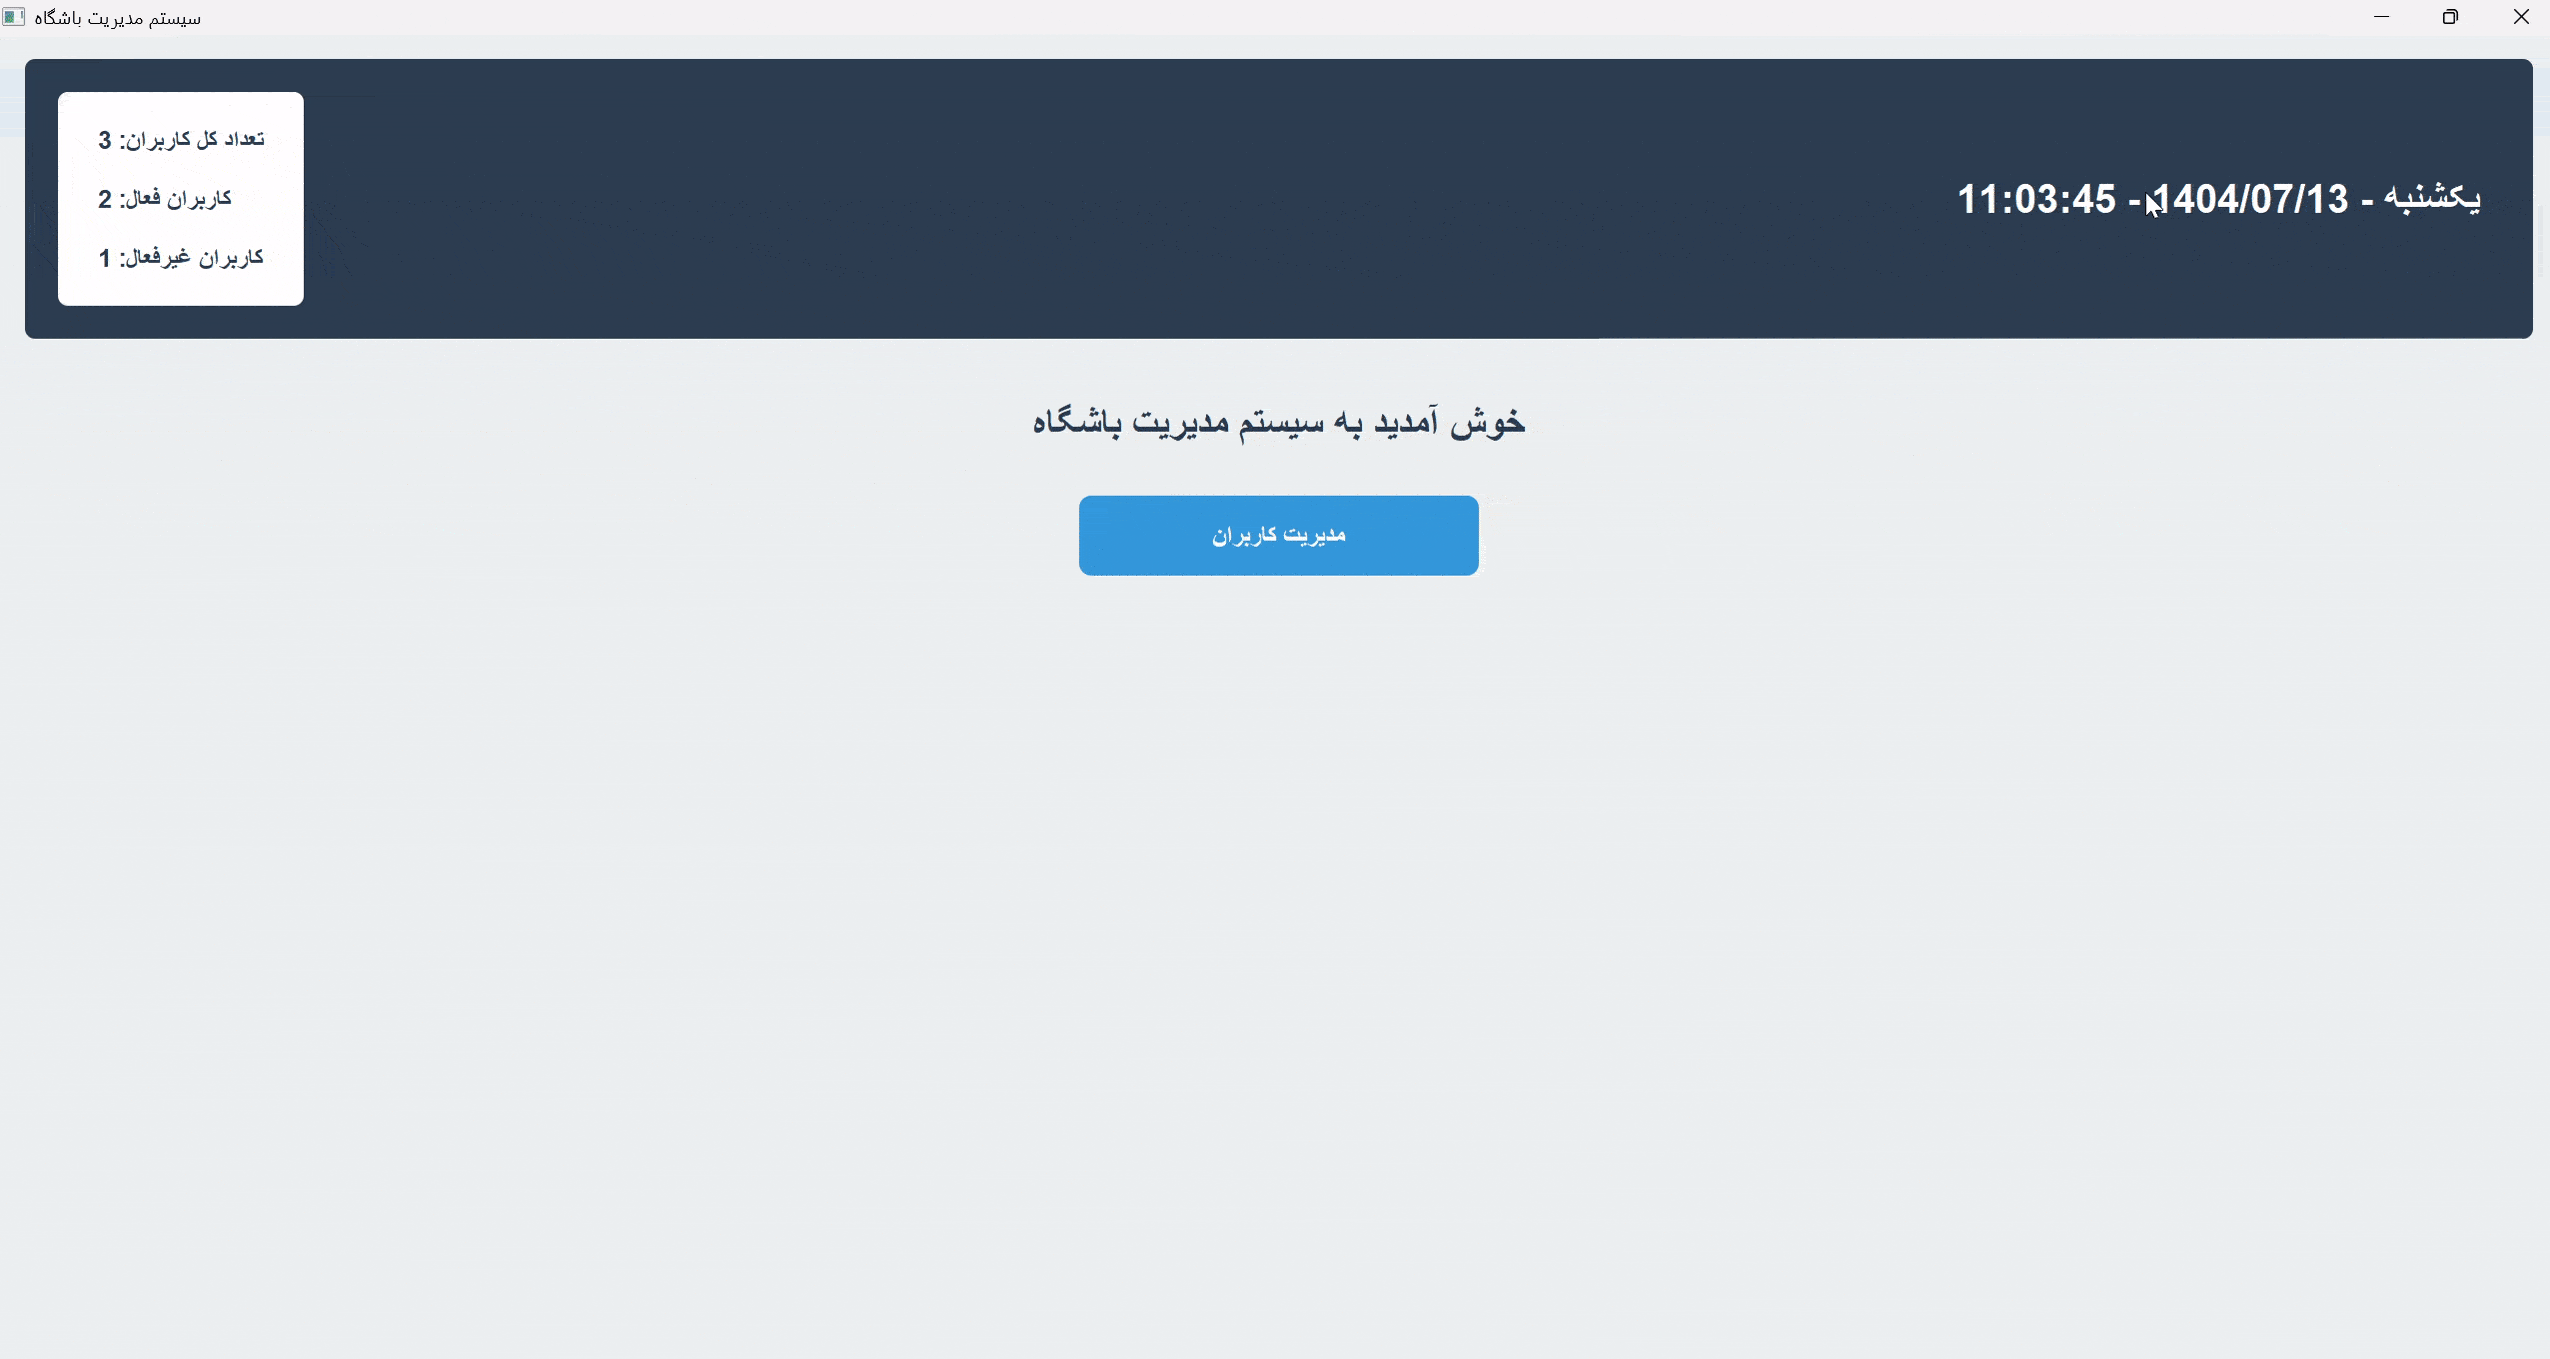 سیستم مدیریت باشگاه
یکشنبه - 1404/07/13 - 11:03:45
تعداد کل کاربران: 3
کاربران فعال: 2
کاربران غیرفعال: 1
خوش آمدید به سیستم مدیریت باشگاه
مدیریت کاربران